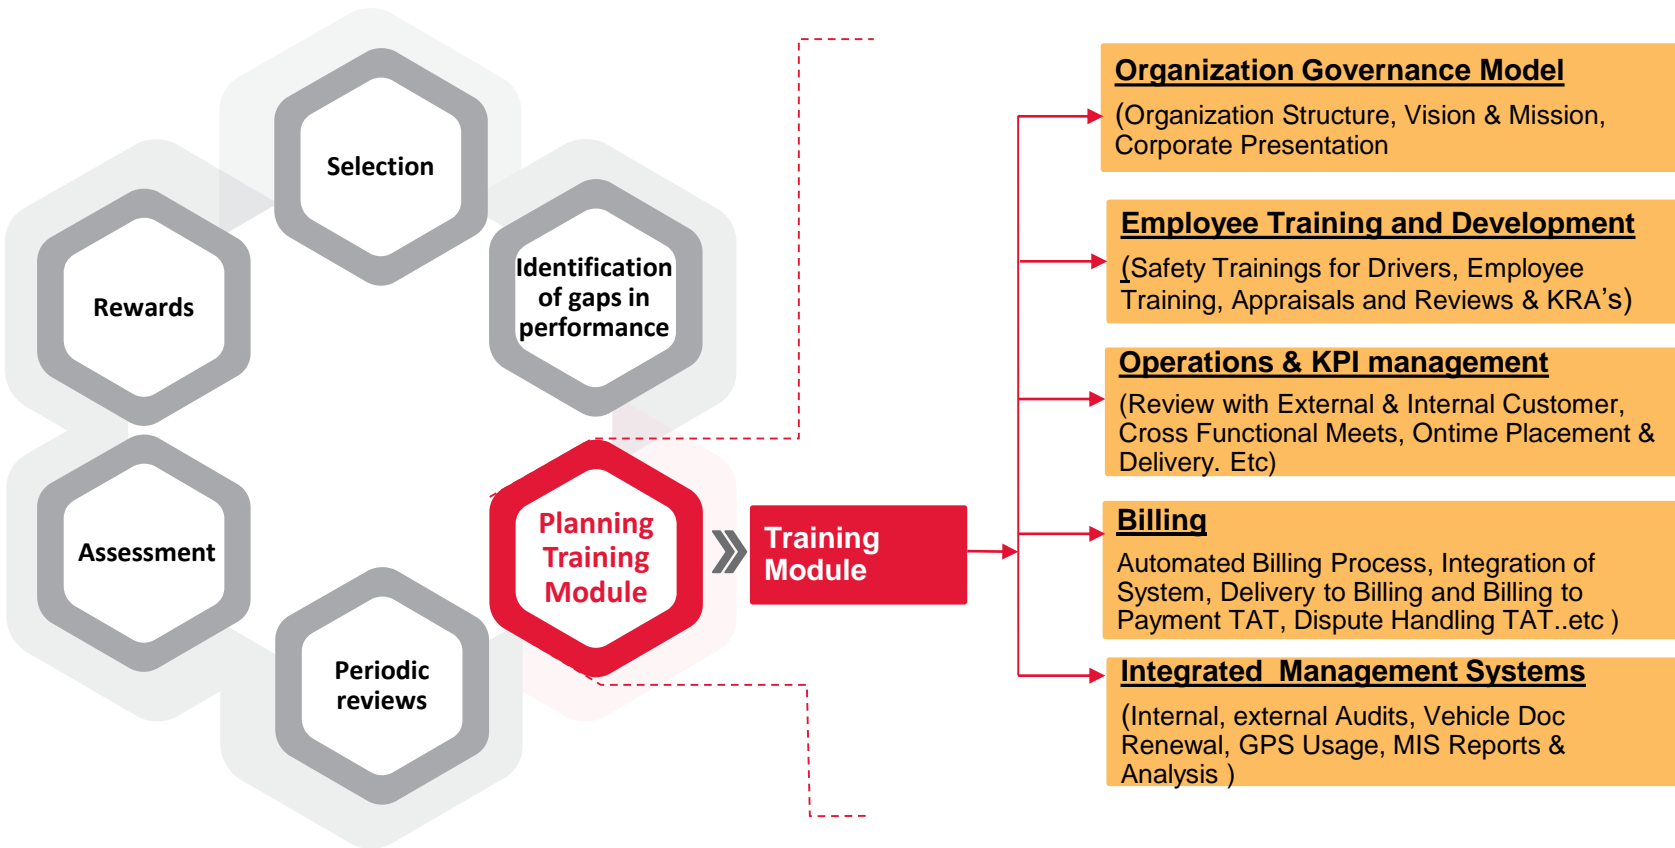 Selection
Identification
of gaps in
performance
Rewards
Assessment
Periodic
reviews
Planning
Training
Module
Training
Module
Organization Governance Model
(Organization Structure, Vision & Mission,
Corporate Presentation
Employee Training and Development
(Safety Trainings for Drivers, Employee
Training, Appraisals and Reviews & KRA’s)
Operations & KPI management
(Review with External & Internal Customer,
Cross Functional Meets, Ontime Placement &
Delivery. Etc)
Billing
Automated Billing Process, Integration of
System, Delivery to Billing and Billing to
Payment TAT, Dispute Handling TAT..etc )
Integrated  Management Systems
(Internal, external Audits, Vehicle Doc
Renewal, GPS Usage, MIS Reports &
Analysis )